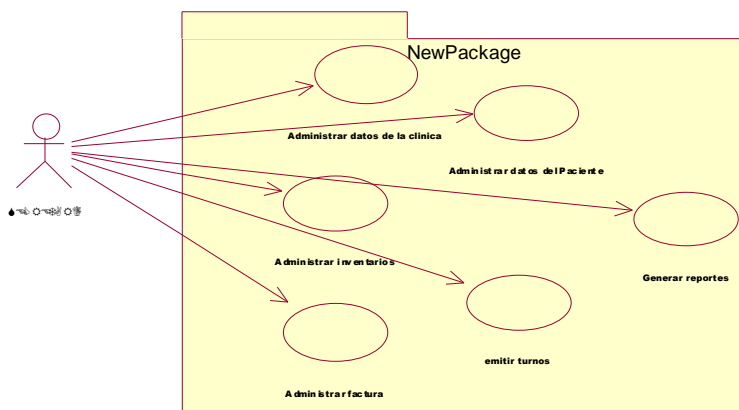 NewPackage
Administrar datos de la clinica
Administrar datos del Paciente
Administrar inventarios
Generar reportes
emitir turnos
Administrar factura